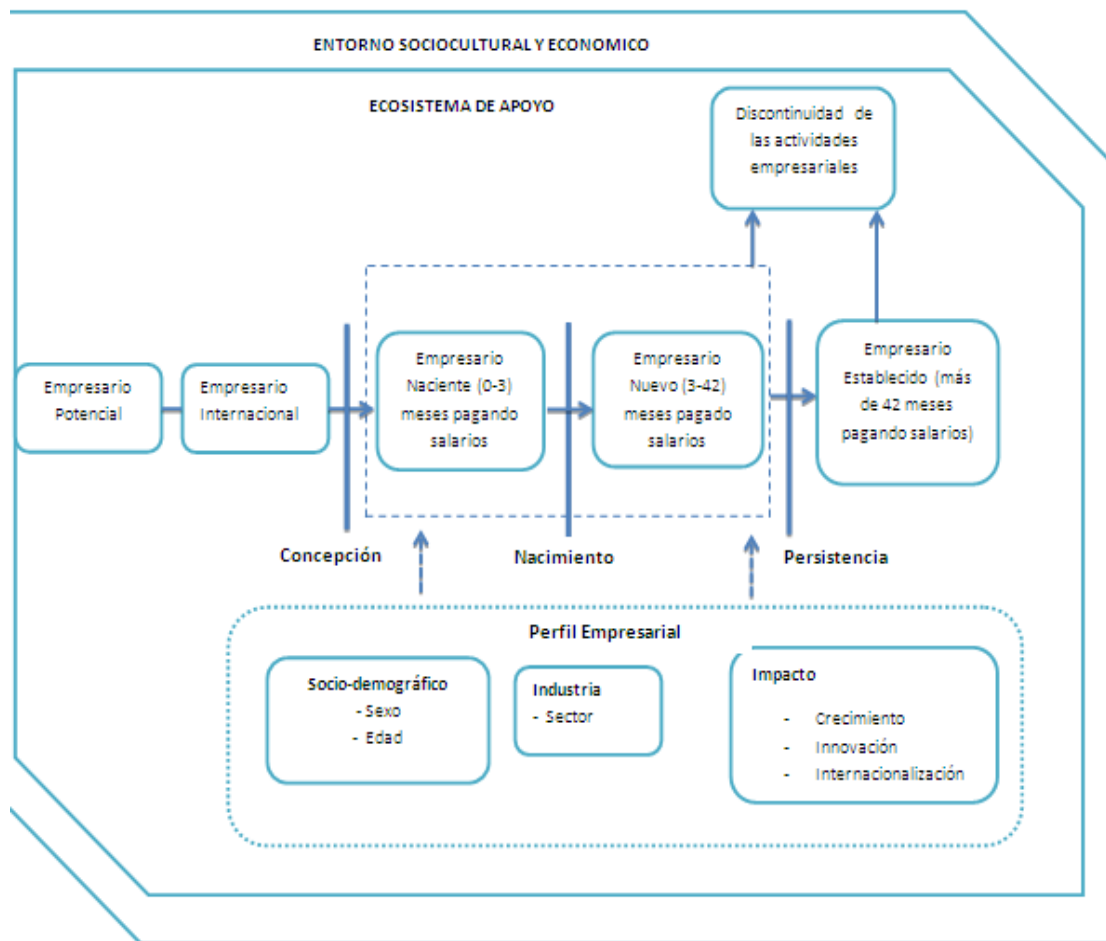 ENTORNO SOCIOCULTURAL Y ECONOMICO
ECOSISTEMA DE APOYO
Discontinuidad de
las actividades
empresariales
Empresario
Potencial
Empresario
Internacional
Empresario
Naciente (0-3)
meses pagando
salarios
Empresario
Nuevo (3-42)
meses pagado
salarios
Empresario
Establecido (más
de 42 meses
pagando salarios)
Concepción
Nacimiento
Persistencia
Perfil Empresarial
Socio-demográfico
- Sexo
- Edad
Industria
- Sector
Impacto
- Crecimiento
- Innovación
- Internacionalización